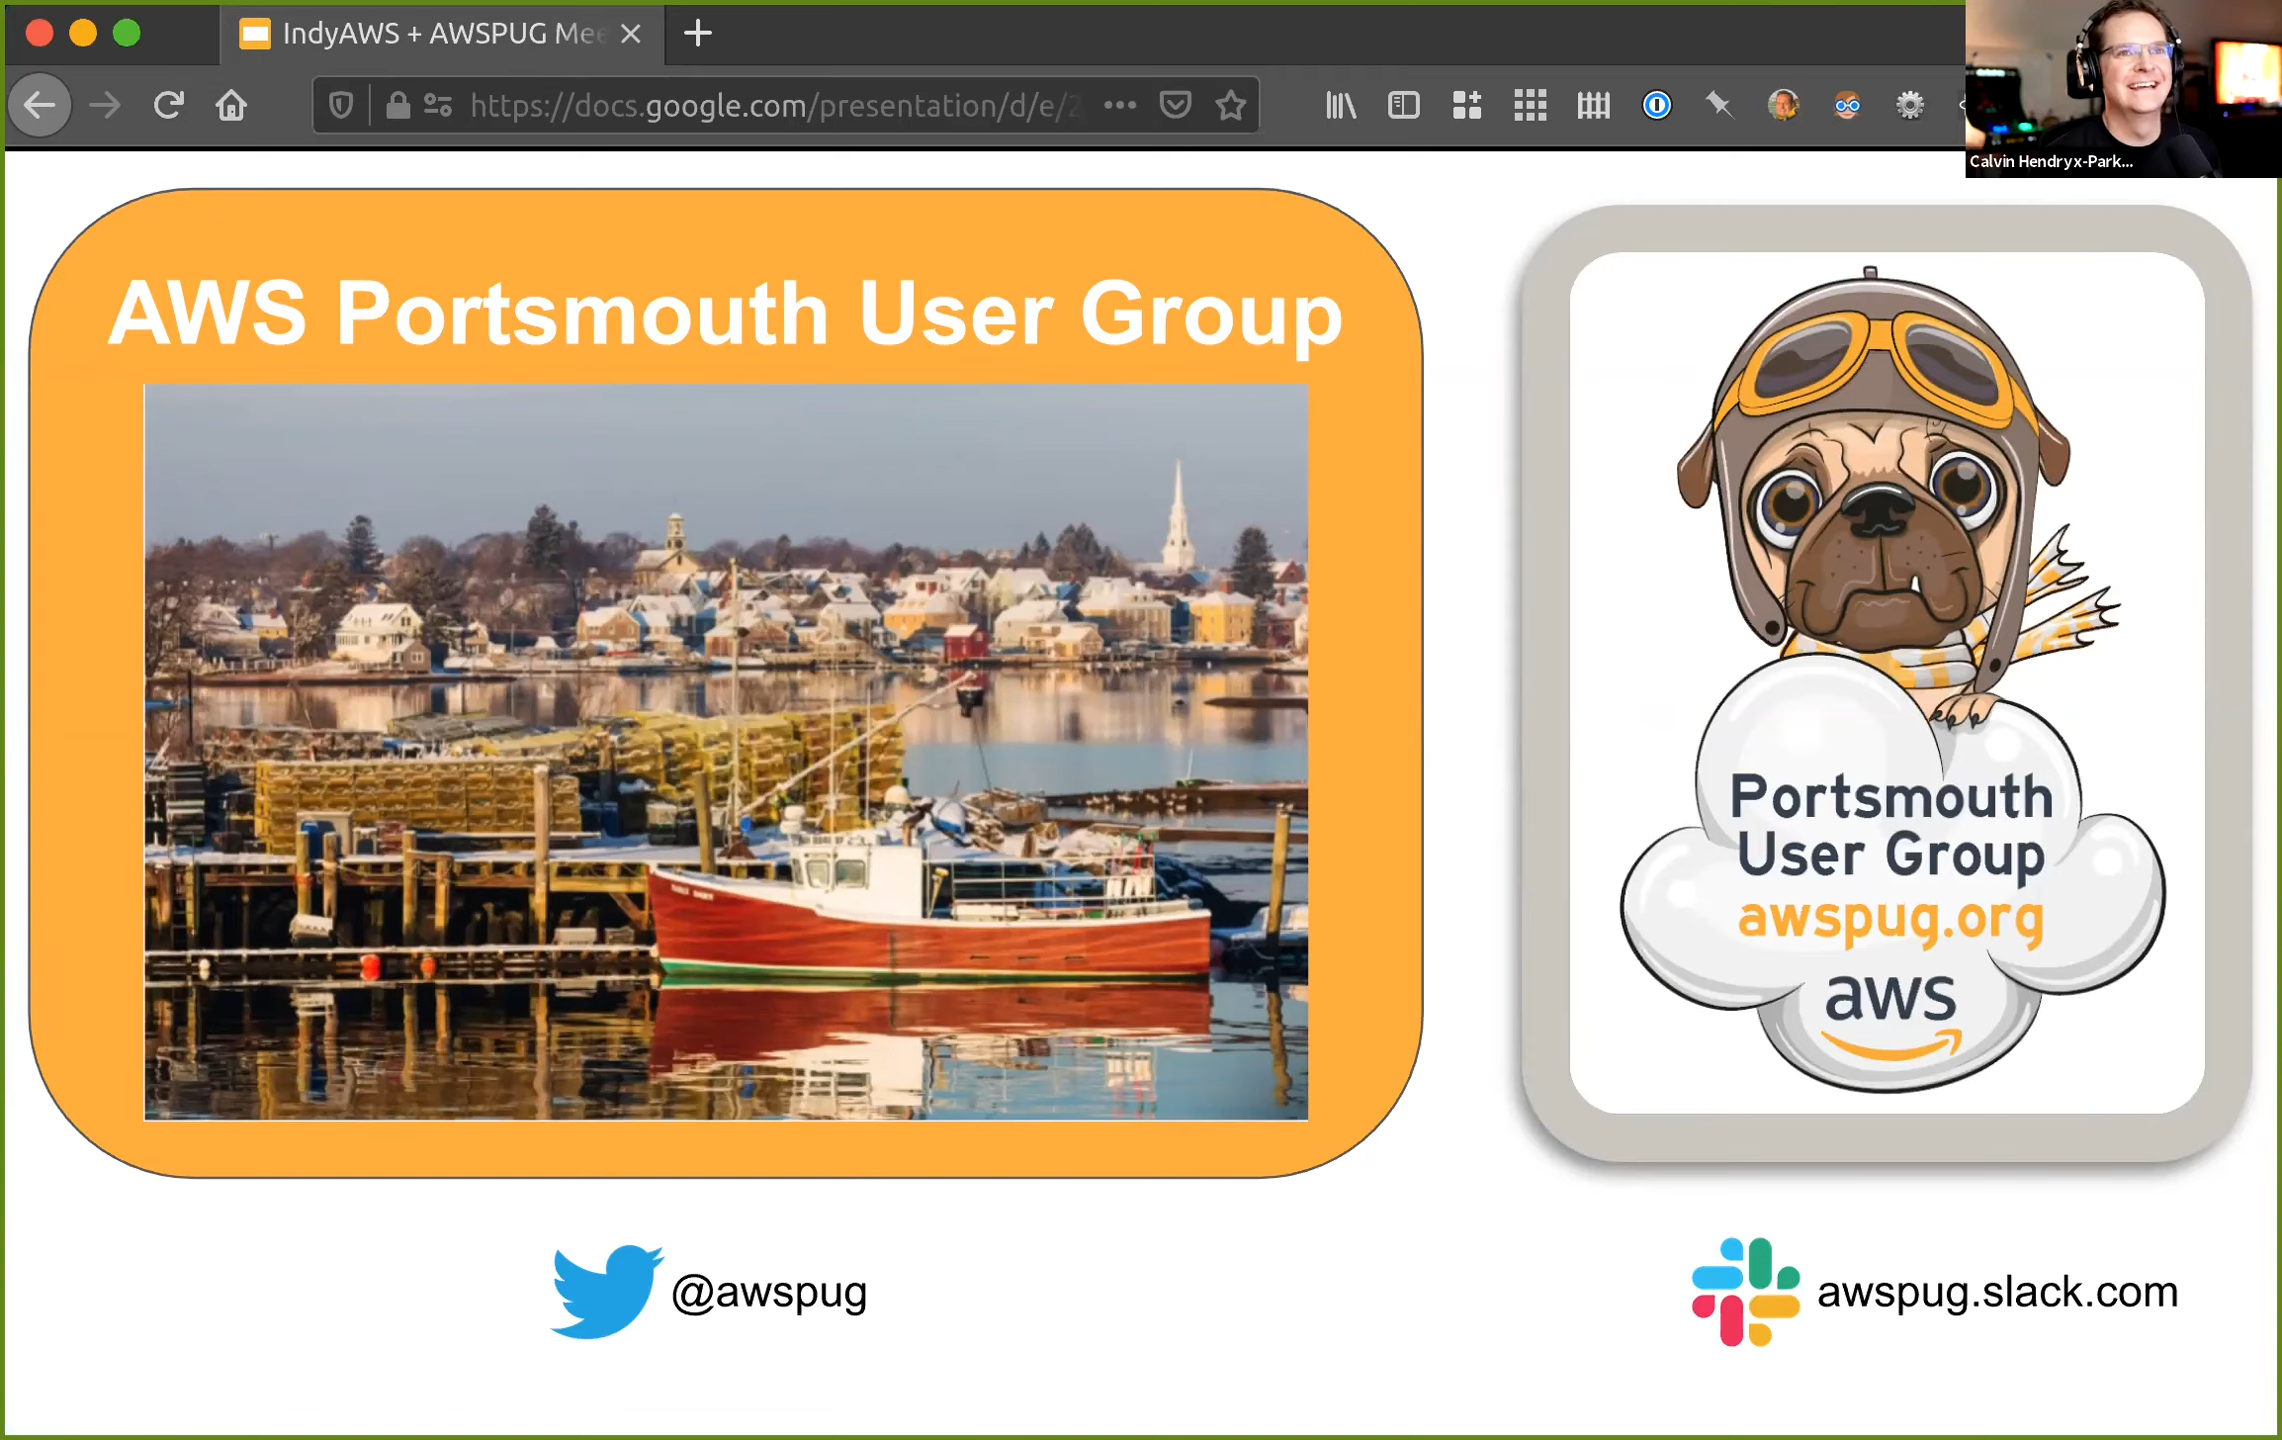 IndyAWS + AWSPUG Mee
https://docs.google.com/presentation/d/e/2
Calvin Hendryx-Park...
AWS Portsmouth User Group
Portsmouth
User Group
awspug.org
aws
@awspug
awspug.slack.com